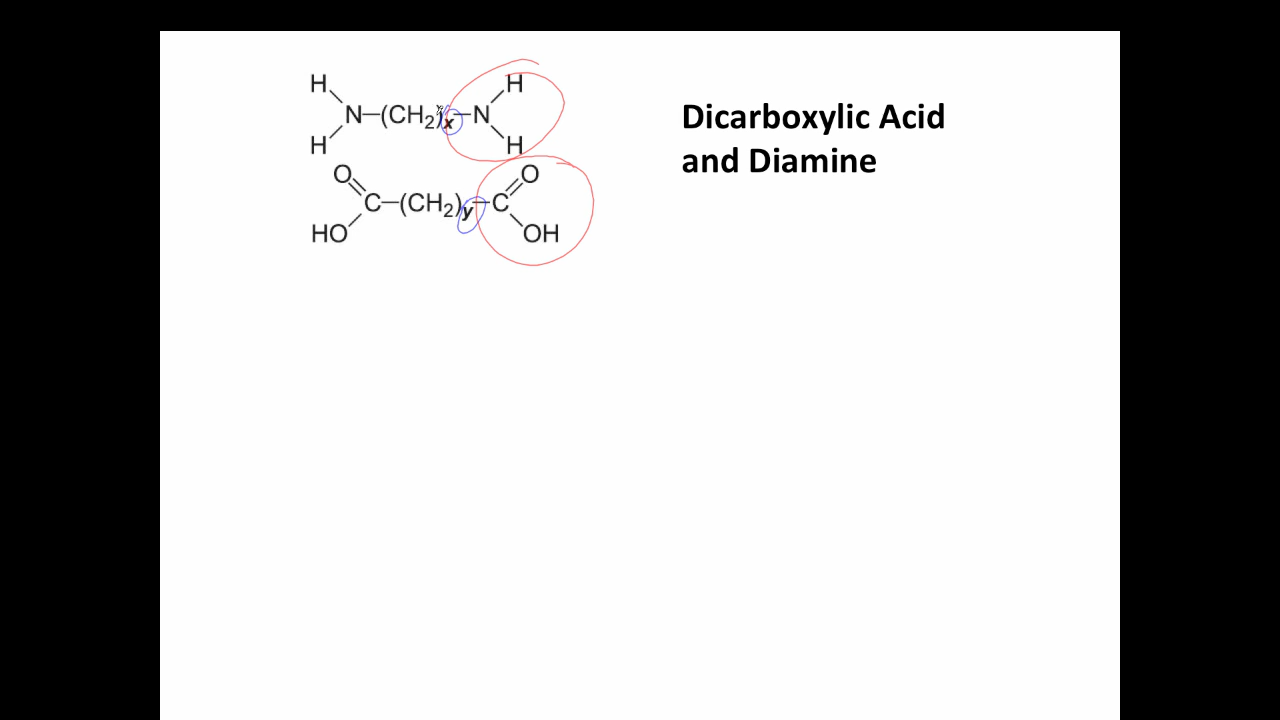 H H
N–(CH₂)x–N
H H
O O
C–(CH₂)y–C
HO OH
Dicarboxylic Acid
and Diamine